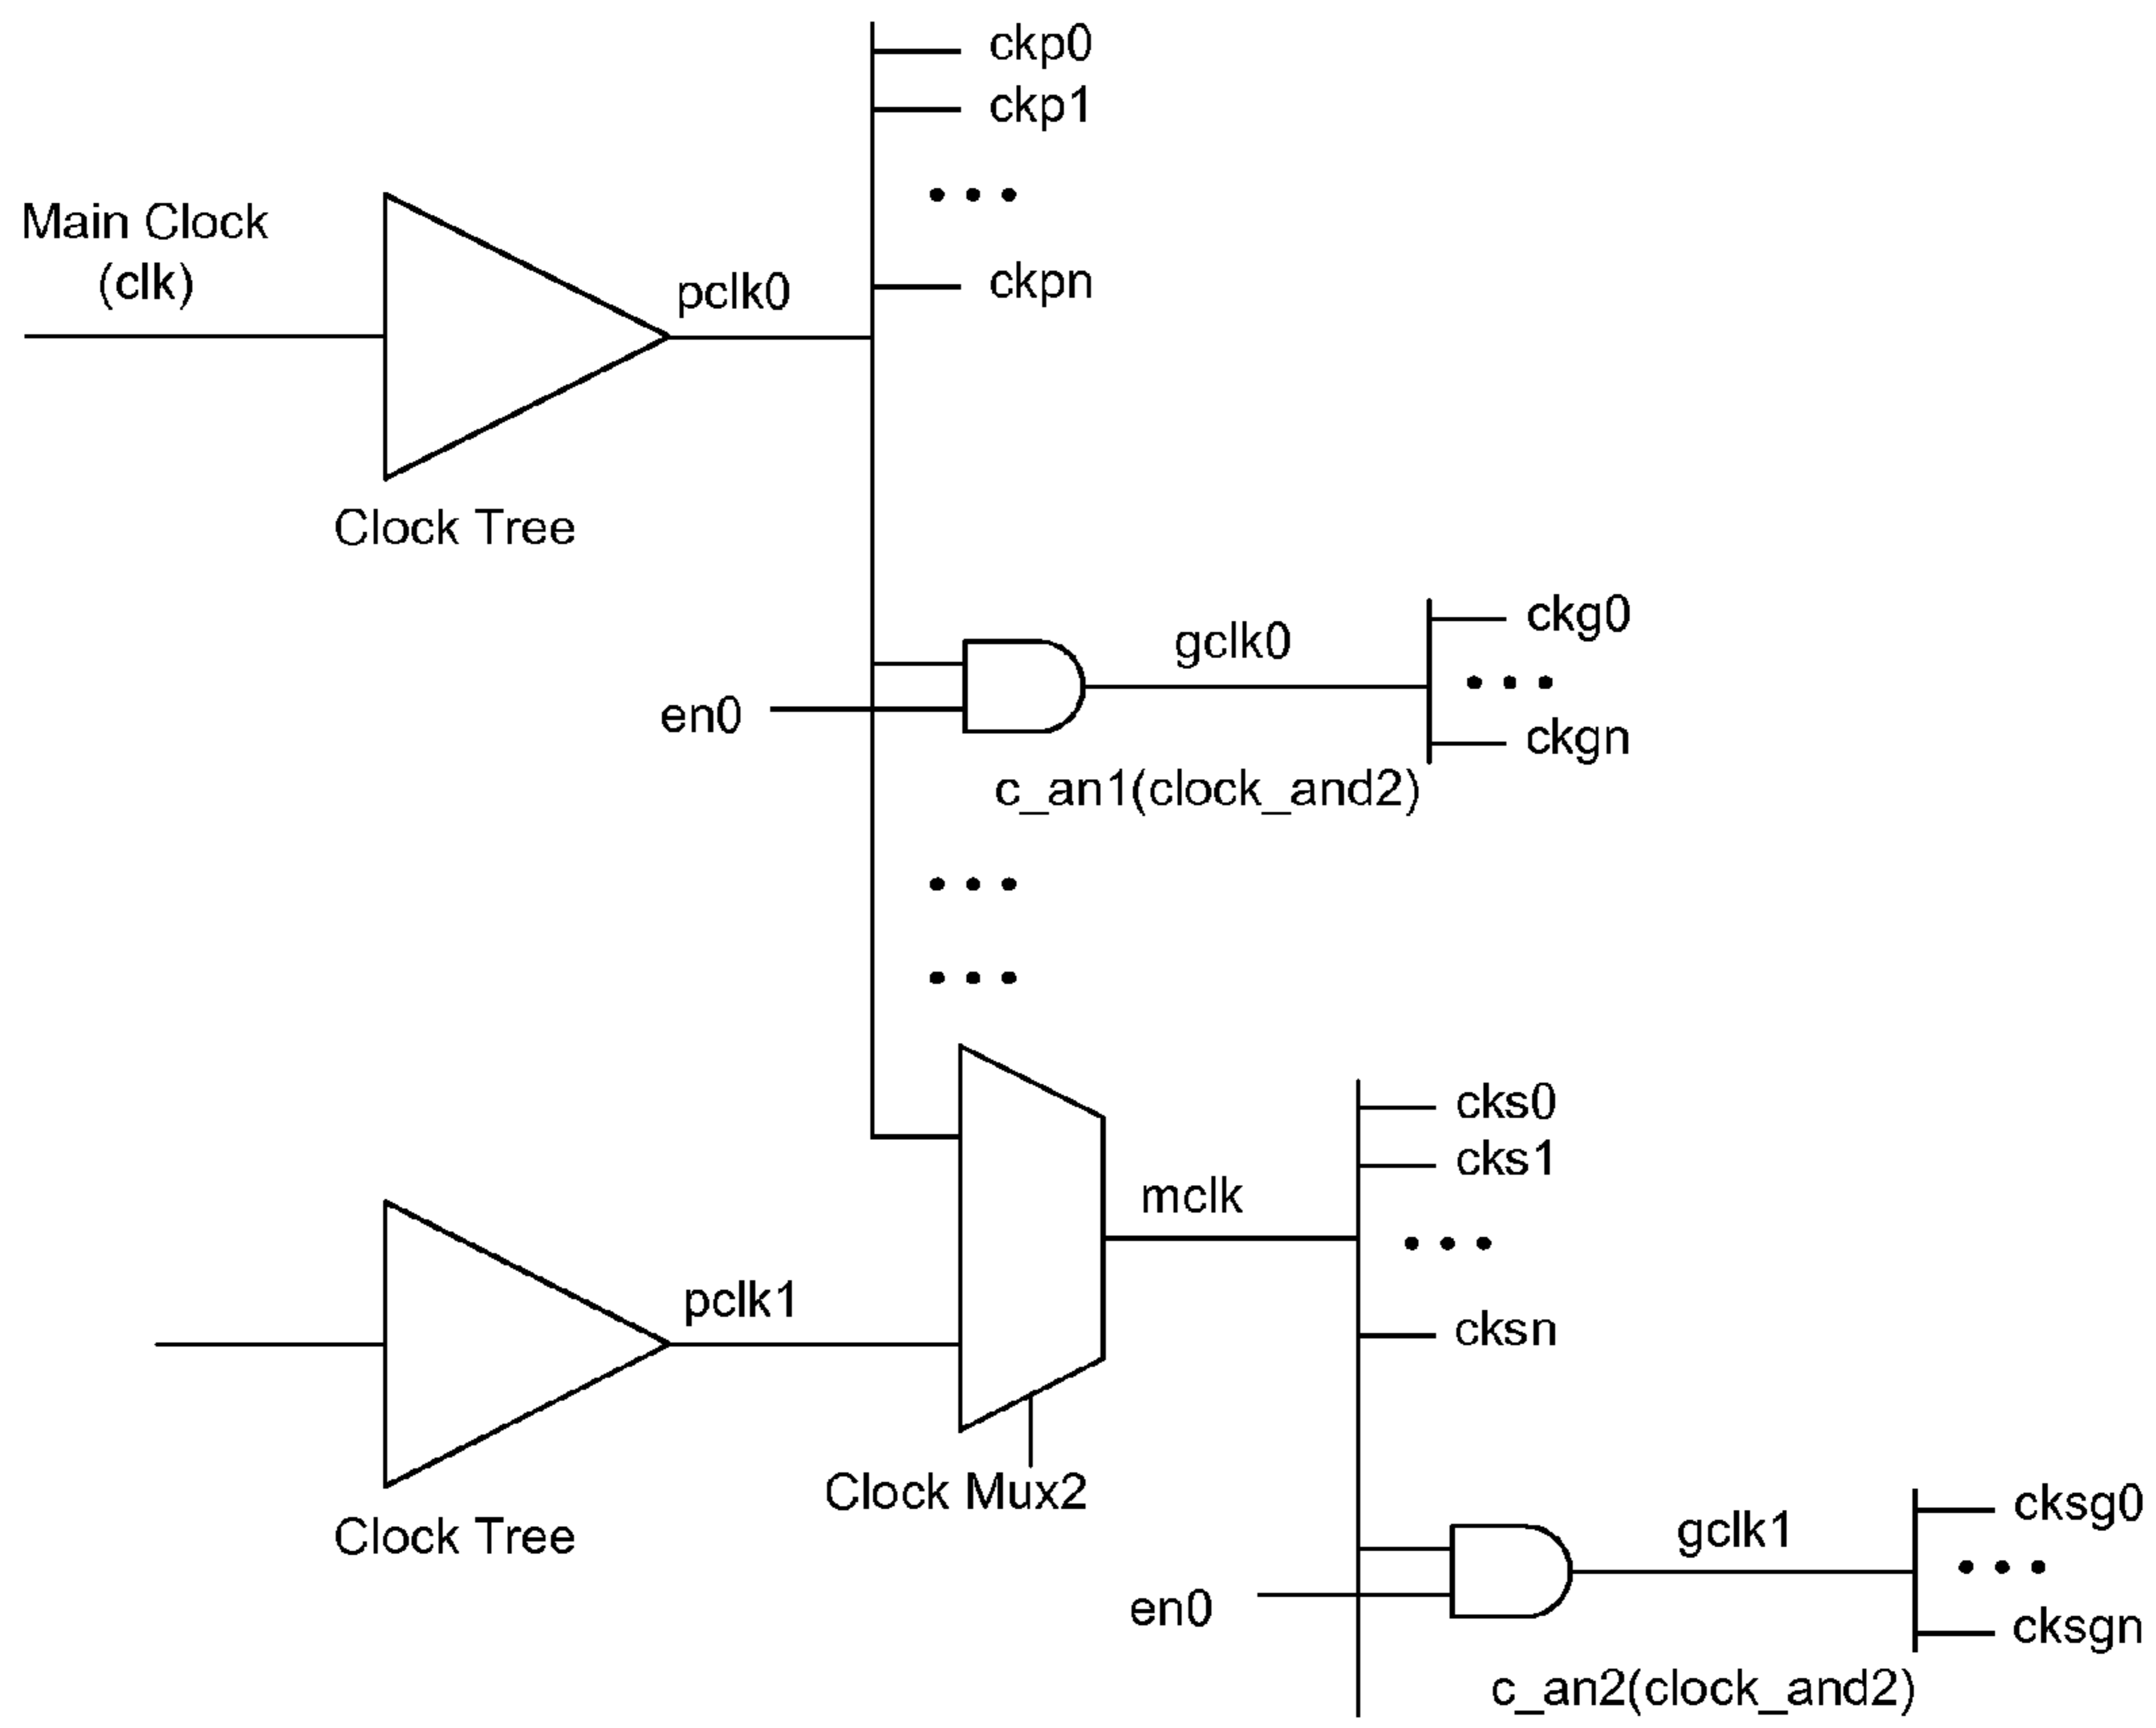 ckp0
ckp1
• • •
ckpn
Main Clock
(clk)
pclk0
Clock Tree
ckg0
gclk0
• • •
en0
ckgn
c_an1(clock_and2)
• • •
• • •
cks0
cks1
mclk
• • •
pclk1
cksn
Clock Mux2
Clock Tree
cksg0
gclk1
• • •
en0
cksgn
c_an2(clock_and2)